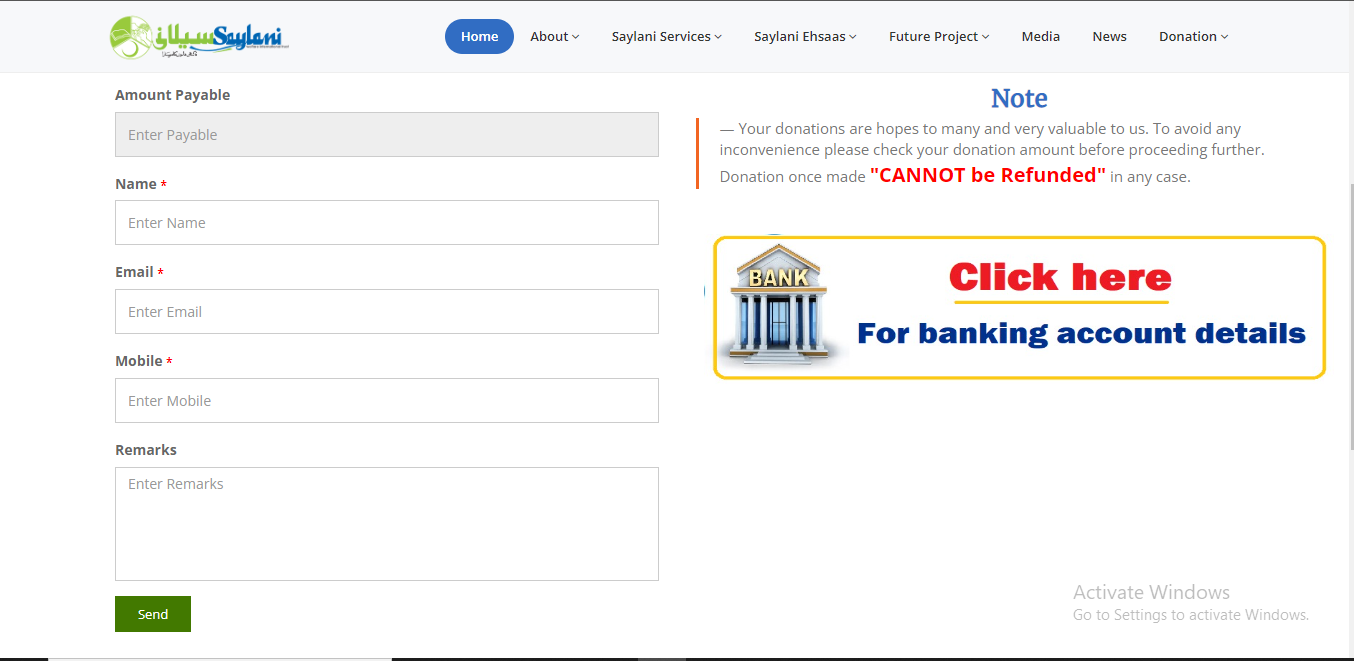 سیلانی Saylani
Home About Saylani Services Saylani Ehsaas Future Project Media News Donation
Amount Payable
Enter Payable
Name *
Enter Name
Email *
Enter Email
Mobile *
Enter Mobile
Remarks
Enter Remarks
Send
Note
— Your donations are hopes to many and very valuable to us. To avoid any
inconvenience please check your donation amount before proceeding further.
Donation once made "CANNOT be Refunded" in any case.
BANK
Click here
For banking account details
Activate Windows
Go to Settings to activate Windows.